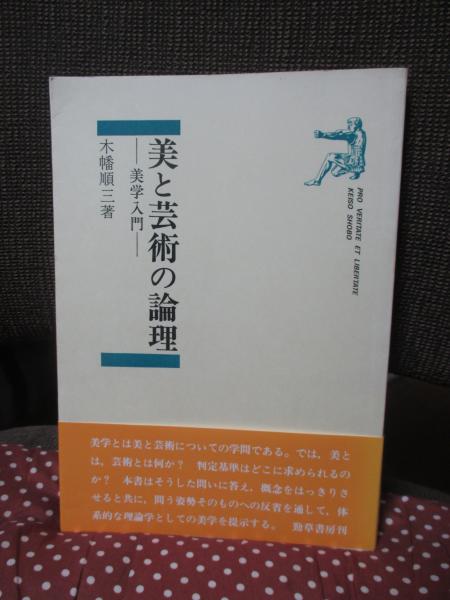 美と芸術の論理
―美学入門―
木幡順三著
PRO VERITATE ET LIBERTATE
KEISO SHOBO
美学とは美と芸術についての学問である。では，美と
は，芸術とは何か？　判定基準はどこに求められるの
か？　本書はそうした問いに答え，概念をはっきりさ
せると共に，問う姿勢そのものへの反省を通して，体
系的な理論学としての美学を提示する。　勁草書房刊